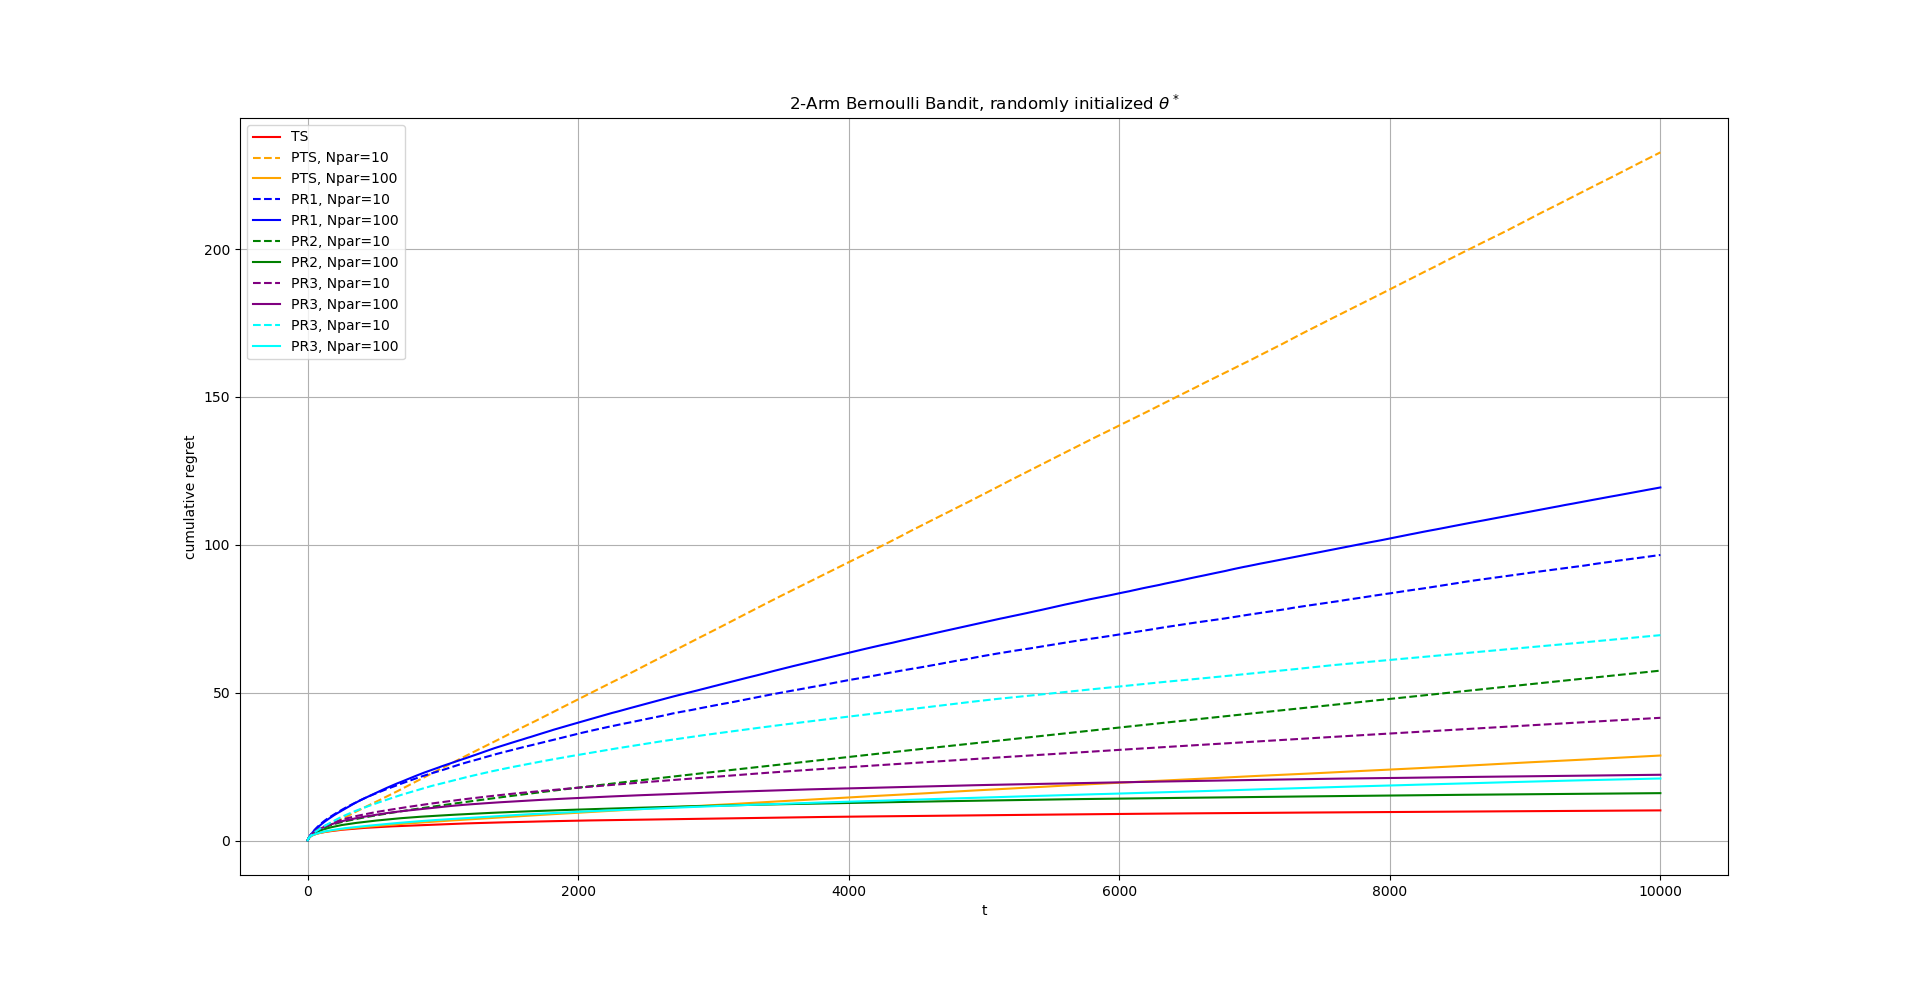 2-Arm Bernoulli Bandit, randomly initialized θ*
TS
PTS, Npar=10
PTS, Npar=100
PR1, Npar=10
PR1, Npar=100
PR2, Npar=10
PR2, Npar=100
PR3, Npar=10
PR3, Npar=100
PR3, Npar=10
PR3, Npar=100
200
150
100
50
0
cumulative regret
0 2000 4000 6000 8000 10000
t